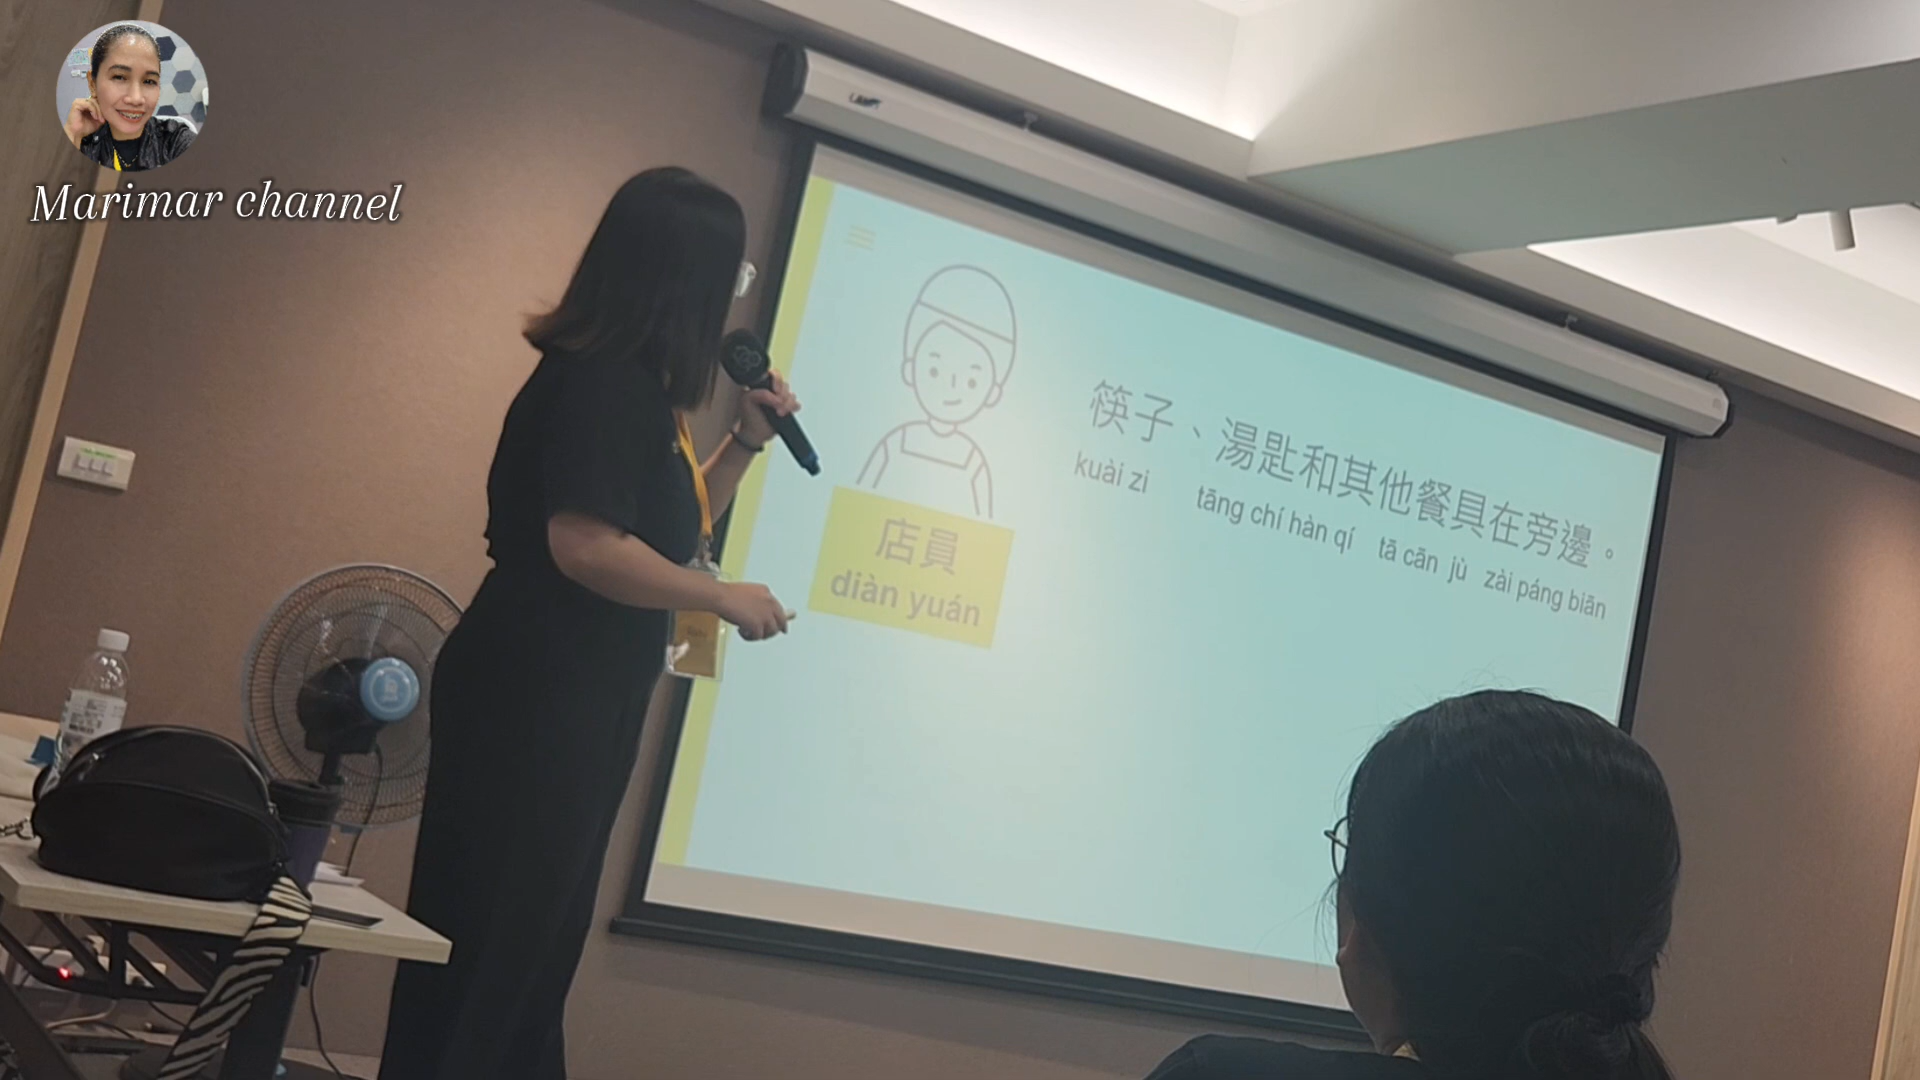 Marimar channel
筷子、湯匙和其他餐具在旁邊。
kuài zi tāng chí hàn qí tā cān jù zài páng biān
店員
diàn yuán